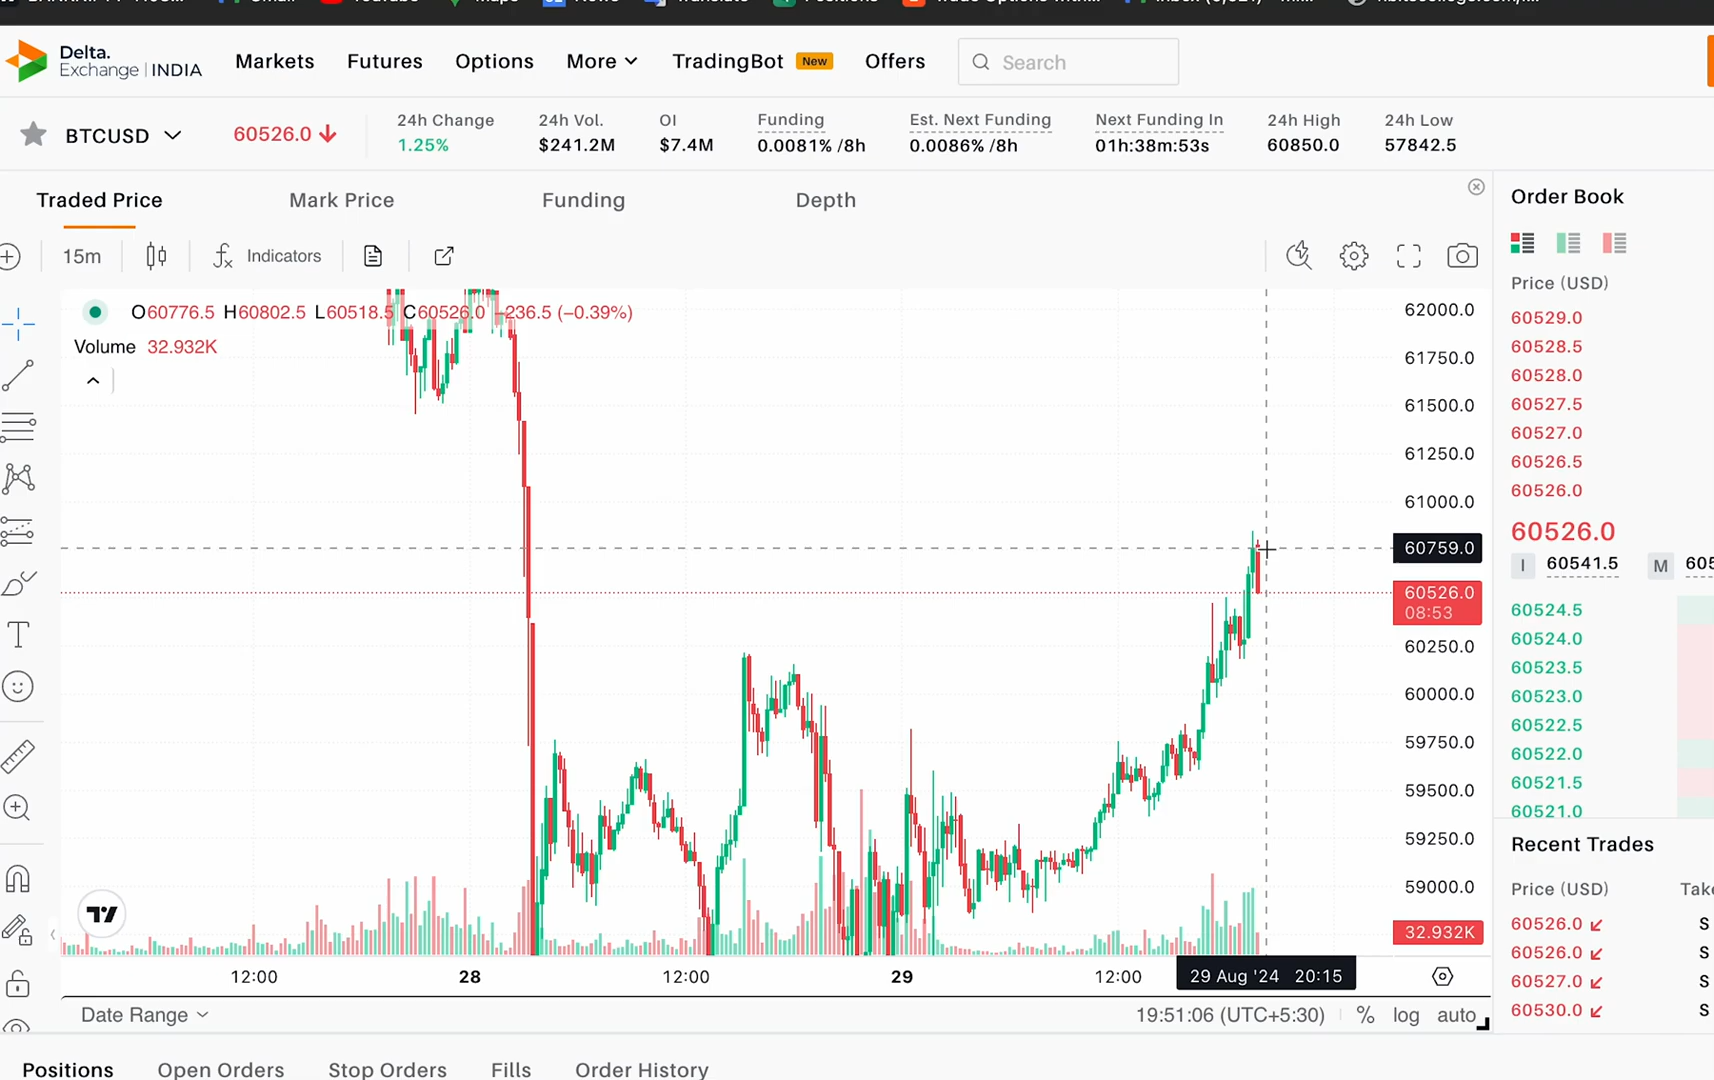 YouTube
Maps
News
Translate
Positions
Delta.
Exchange | INDIA
Markets
Futures
Options
More
TradingBot New
Offers
Search
BTCUSD
60526.0
24h Change
1.25%
24h Vol.
$241.2M
OI
$7.4M
Funding
0.0081% /8h
Est. Next Funding
0.0086% /8h
Next Funding In
01h:38m:53s
24h High
60850.0
24h Low
57842.5
Traded Price
Mark Price
Funding
Depth
15m
Indicators
O60776.5 H60802.5 L60518.5 C60526.0 −236.5 (−0.39%)
Volume 32.932K
62000.0
61750.0
61500.0
61250.0
61000.0
60759.0
60526.0
08:53
60250.0
60000.0
59750.0
59500.0
59250.0
59000.0
32.932K
12:00
28
12:00
29
12:00
29 Aug '24 20:15
Date Range
19:51:06 (UTC+5:30)
%
log
auto
Order Book
Price (USD)
60529.0
60528.5
60528.0
60527.5
60527.0
60526.5
60526.0
60526.0
I 60541.5 M
60524.5
60524.0
60523.5
60523.0
60522.5
60522.0
60521.5
60521.0
Recent Trades
Price (USD)
60526.0 S
60526.0 S
60527.0 S
60530.0 S
Positions
Open Orders
Stop Orders
Fills
Order History